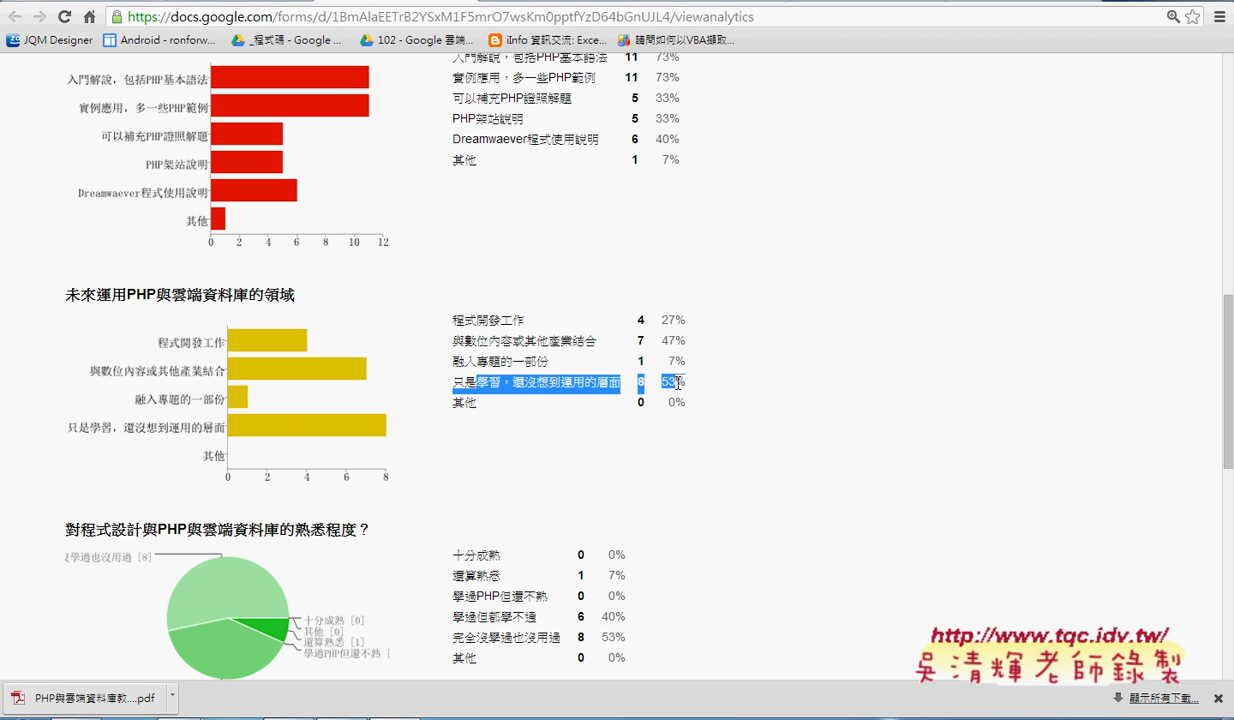 https://docs.google.com/forms/d/1BmAlaEETrB2YSxM1F5mrO7wsKm0pptfYzD64bGnUJL4/viewanalytics
JQM Designer
Android - ronforw...
_程式碼 - Google ...
102 - Google 雲端...
iInfo 資訊交流: Exce...
請問如何以VBA擷取...
入門解說，包括PHP基本語法 11 73%
入門解說, 包括PHP基本語法
實例應用，多一些PHP範例 11 73%
實例應用, 多一些PHP範例
可以補充PHP證照解題 5 33%
可以補充PHP證照解題
PHP架站說明 5 33%
PHP架站說明
Dreamwaever程式使用說明 6 40%
Dreamwaever程式使用說明
其他 1 7%
其他
0 2 4 6 8 10 12
未來運用PHP與雲端資料庫的領域
程式開發工作 4 27%
程式開發工作
與數位內容或其他產業結合 7 47%
與數位內容或其他產業結合
融入專題的一部份 1 7%
融入專題的一部份
只是學習，還沒想到運用的層面 8 53%
只是學習, 還沒想到運用的層面
其他 0 0%
其他
0 2 4 6 8
對程式設計與PHP與雲端資料庫的熟悉程度？
學過也沒用過 [8]
十分成熟 [0]
其他 [0]
還算熟悉 [1]
學過PHP但還不熟 [
十分成熟 0 0%
還算熟悉 1 7%
學過PHP但還不熟 0 0%
學過但都學不通 6 40%
完全沒學過也沒用過 8 53%
其他 0 0%
http://www.tqc.idv.tw/
吳清輝老師錄製
PHP與雲端資料庫教....pdf
顯示所有下載...